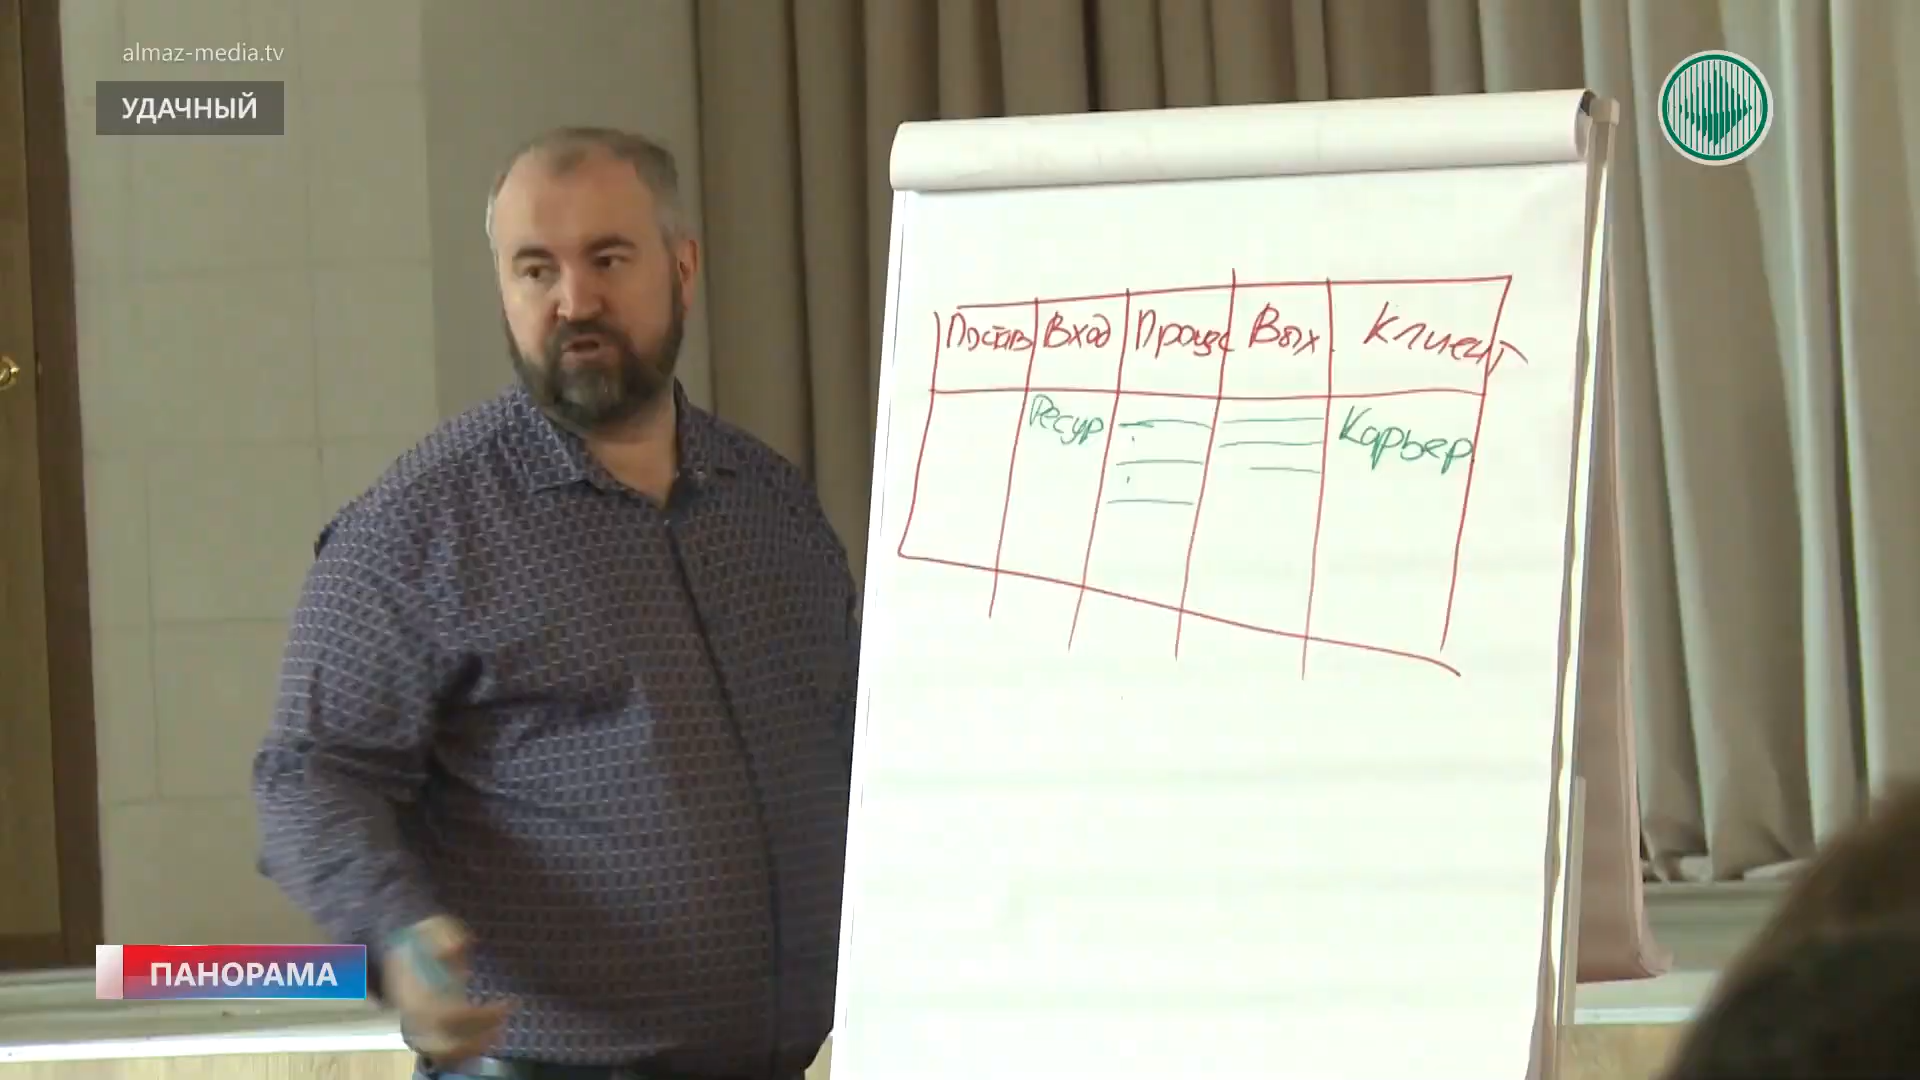 almaz-media.tv
УДАЧНЫЙ
Постав Вход Процес Вых Клиент
Ресур Карьер
ПАНОРАМА